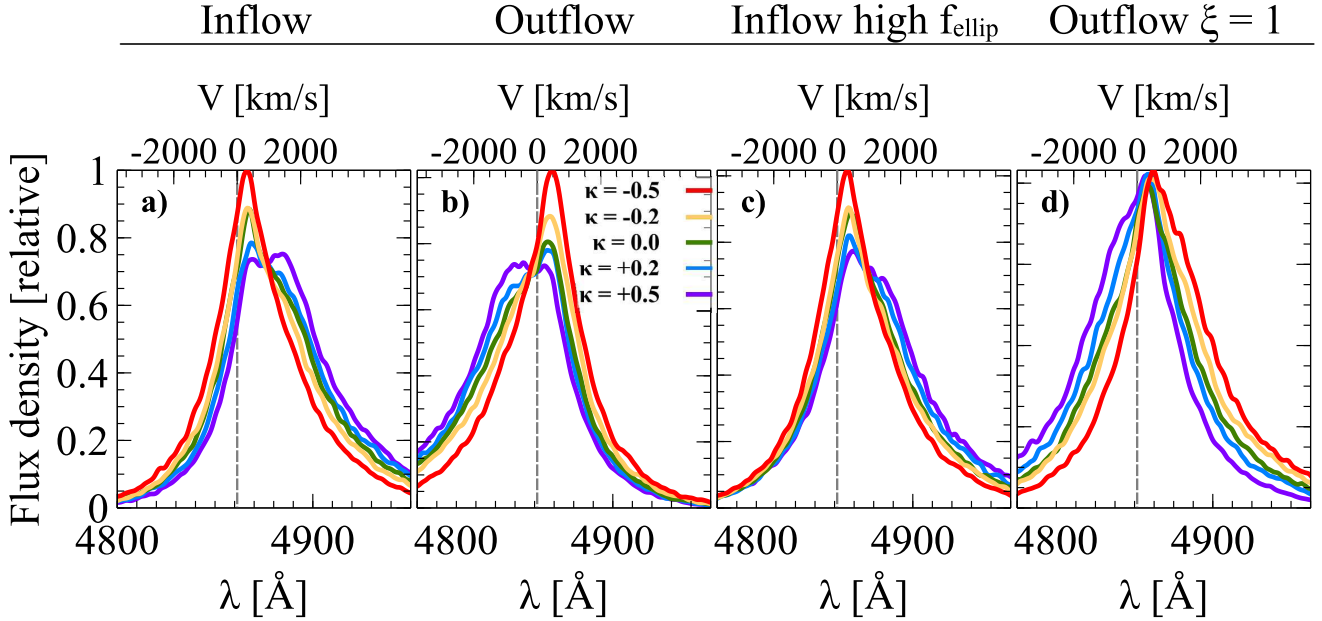 Inflow Outflow Inflow high fellip Outflow ξ = 1
V [km/s] V [km/s] V [km/s] V [km/s]
-2000 0 2000 -2000 0 2000 -2000 0 2000 -2000 0 2000
Flux density [relative]
1
0.8
0.6
0.4
0.2
0
a) b) c) d)
κ = -0.5
κ = -0.2
κ = 0.0
κ = +0.2
κ = +0.5
4800 4900 4800 4900 4800 4900 4800 4900
λ [Å] λ [Å] λ [Å] λ [Å]